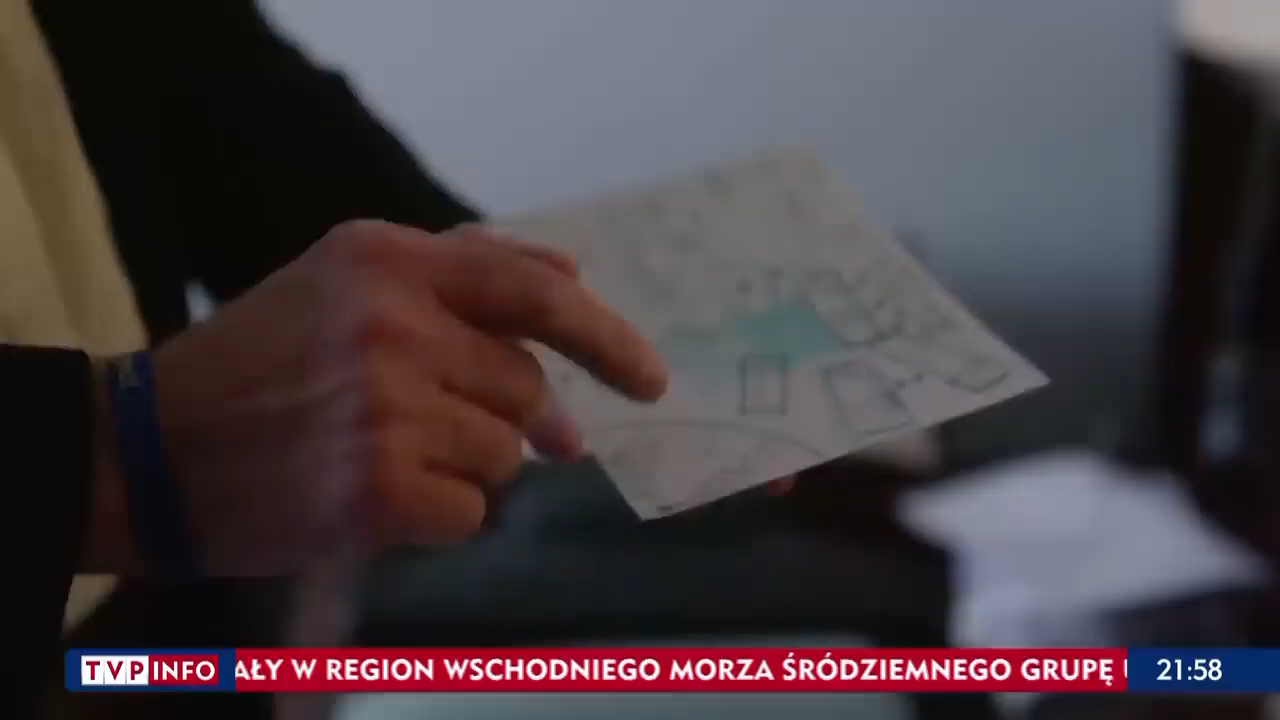 TVP INFO
AŁY W REGION WSCHODNIEGO MORZA ŚRÓDZIEMNEGO GRUPĘ
21:58